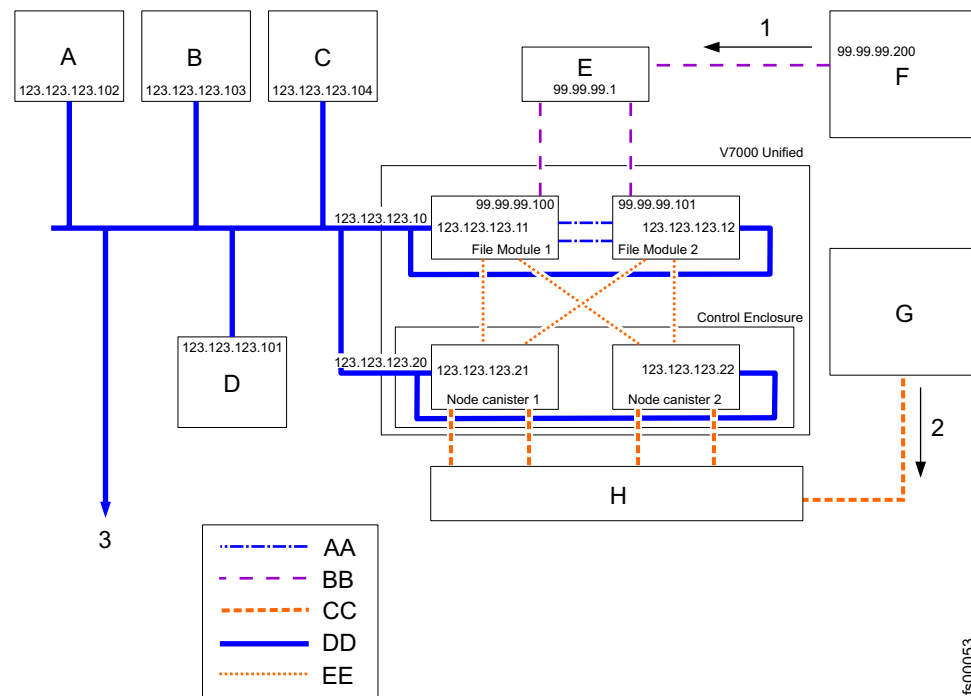 A
123.123.123.102
B
123.123.123.103
C
123.123.123.104
E
99.99.99.1
1
99.99.99.200
F
V7000 Unified
99.99.99.100
123.123.123.10
123.123.123.11
File Module 1
99.99.99.101
123.123.123.12
File Module 2
123.123.123.101
D
Control Enclosure
123.123.123.20
123.123.123.21
Node canister 1
123.123.123.22
Node canister 2
G
2
H
3
AA
BB
CC
DD
EE
ifs00053